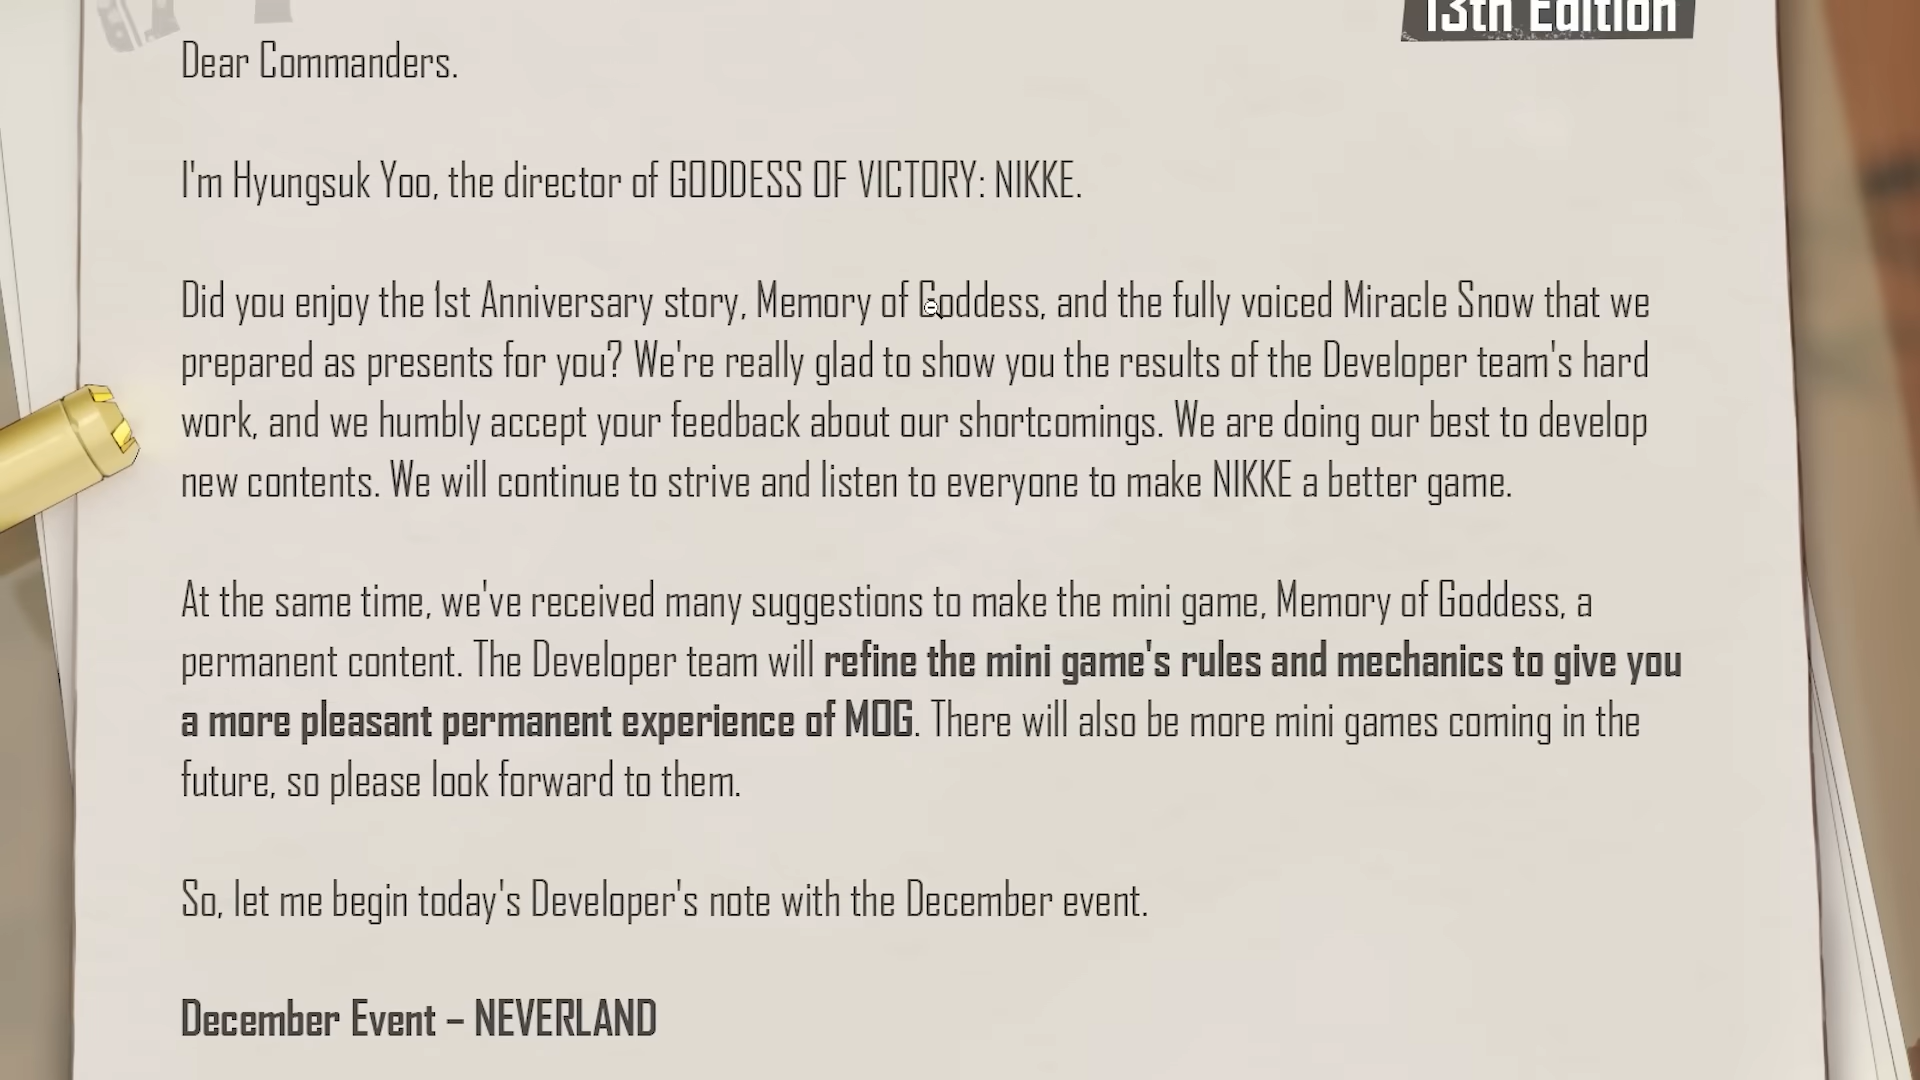 13th Edition
Dear Commanders.
I'm Hyungsuk Yoo, the director of GODDESS OF VICTORY: NIKKE.
Did you enjoy the 1st Anniversary story, Memory of Goddess, and the fully voiced Miracle Snow that we
prepared as presents for you? We're really glad to show you the results of the Developer team's hard
work, and we humbly accept your feedback about our shortcomings. We are doing our best to develop
new contents. We will continue to strive and listen to everyone to make NIKKE a better game.
At the same time, we've received many suggestions to make the mini game, Memory of Goddess, a
permanent content. The Developer team will refine the mini game's rules and mechanics to give you
a more pleasant permanent experience of MOG. There will also be more mini games coming in the
future, so please look forward to them.
So, let me begin today's Developer's note with the December event.
December Event – NEVERLAND